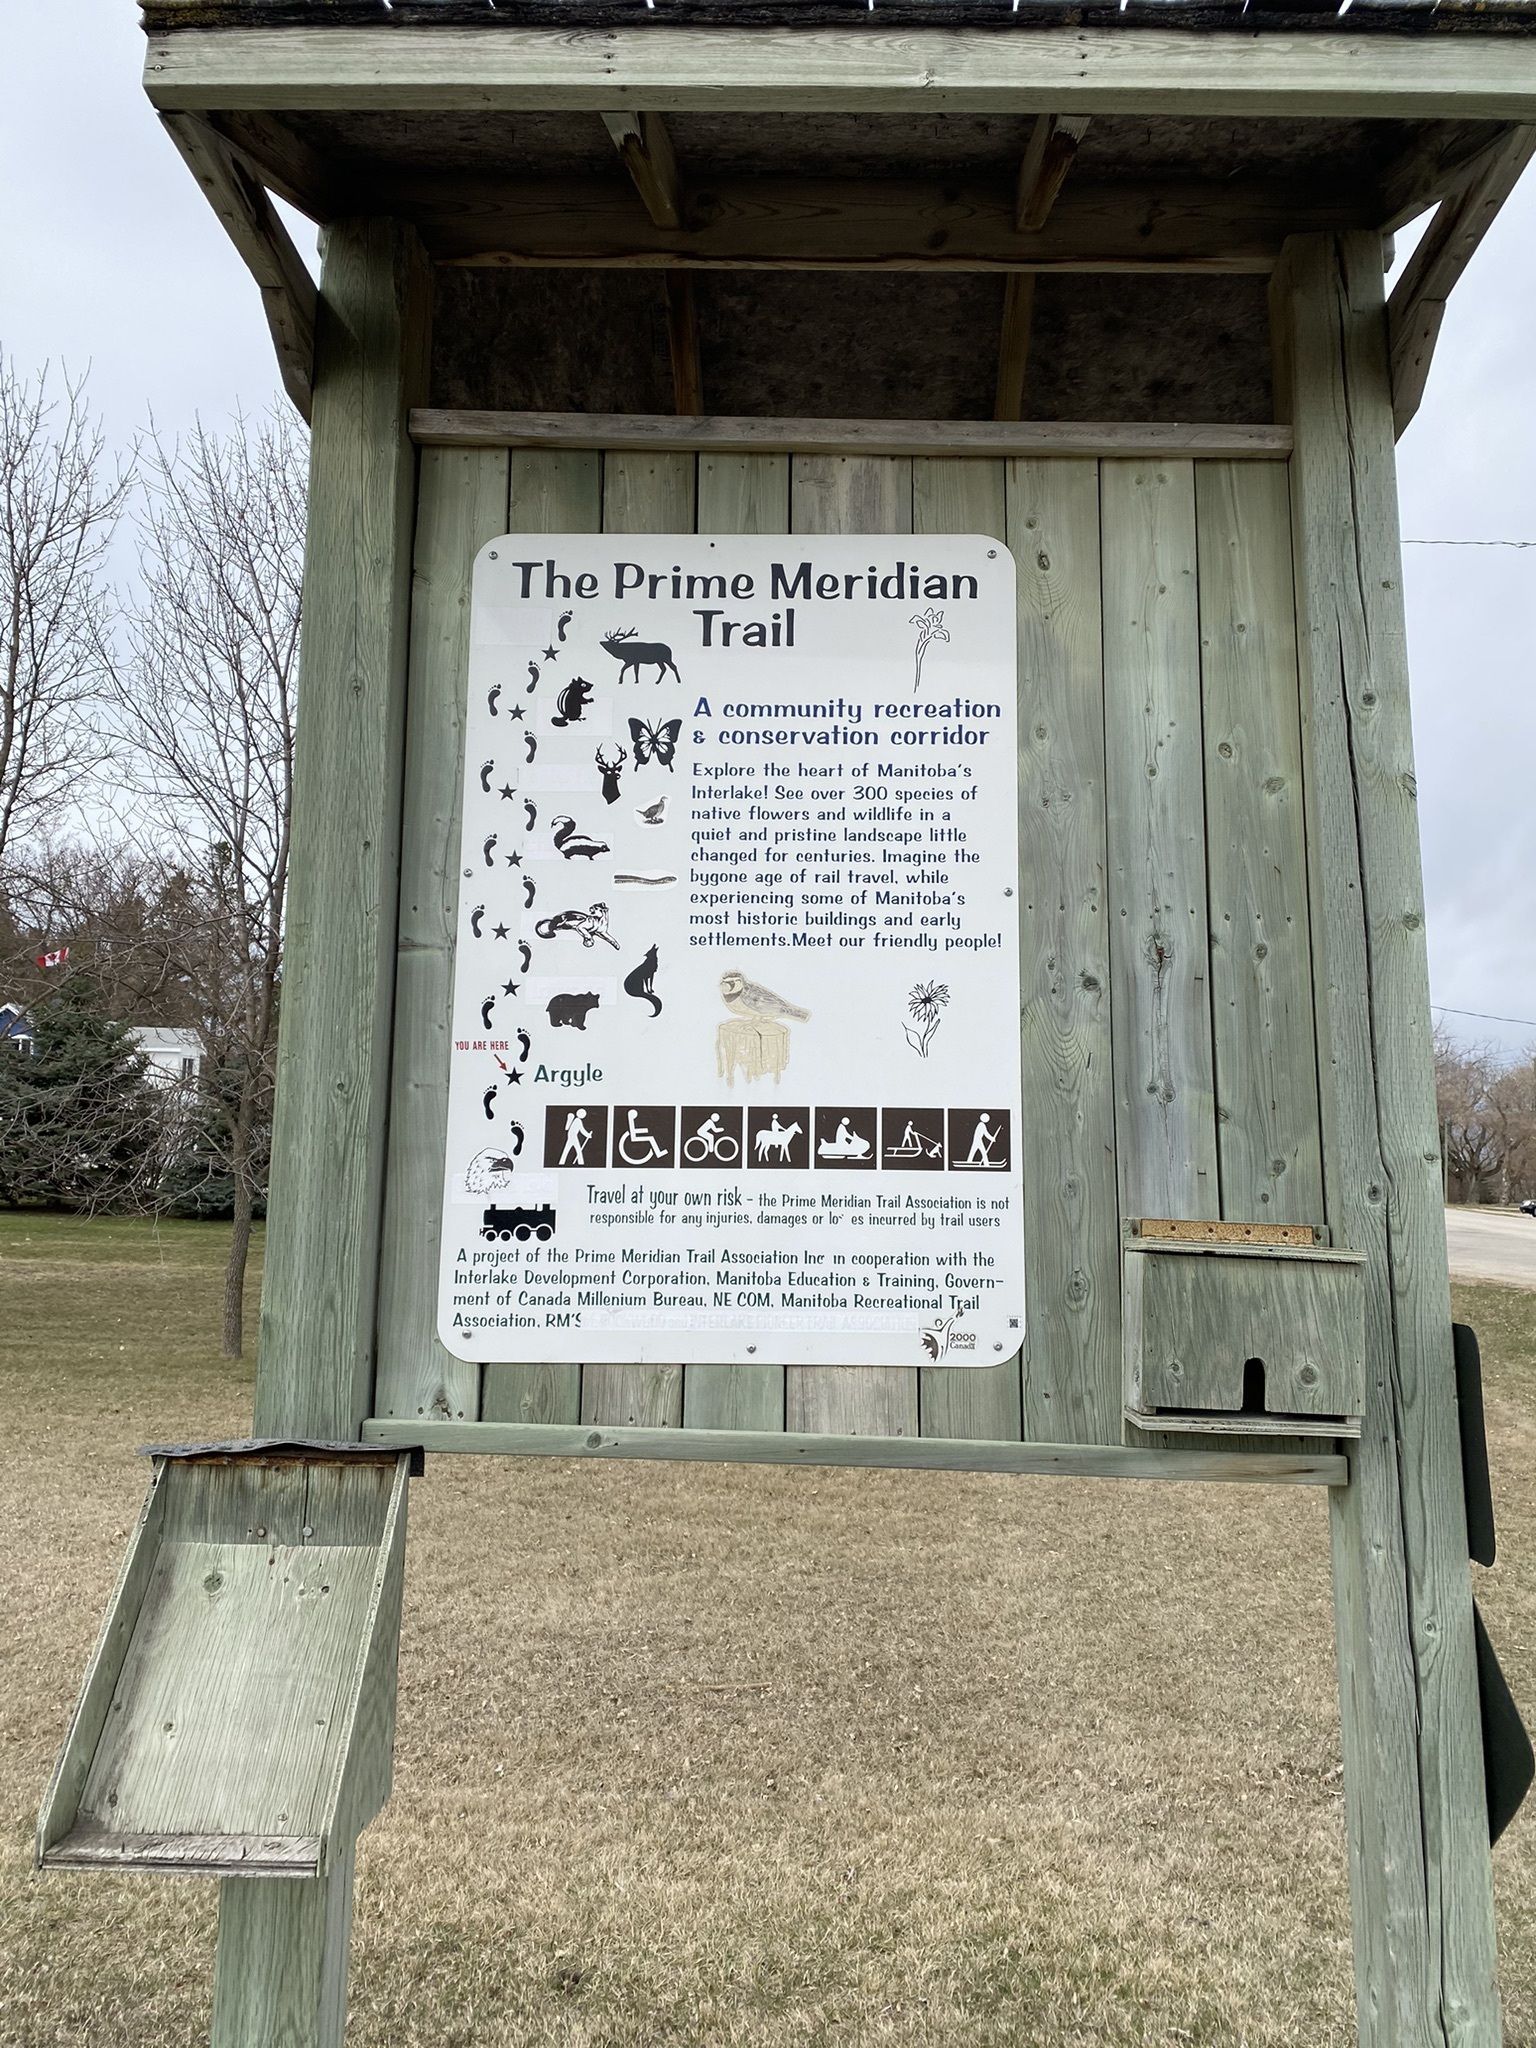 The Prime Meridian
Trail
A community recreation
& conservation corridor
Explore the heart of Manitoba's
Interlake! See over 300 species of
native flowers and wildlife in a
quiet and pristine landscape little
changed for centuries. Imagine the
bygone age of rail travel, while
experiencing some of Manitoba's
most historic buildings and early
settlements.Meet our friendly people!
YOU ARE HERE
Argyle
Travel at your own risk - the Prime Meridian Trail Association is not
responsible for any injuries, damages or incurred by trail users
A project of the Prime Meridian Trail Association Inc in cooperation with the
Interlake Development Corporation, Manitoba Education & Training, Govern-
ment of Canada Millenium Bureau, NE COM, Manitoba Recreational Trail
Association, RM'S
2000
Canada